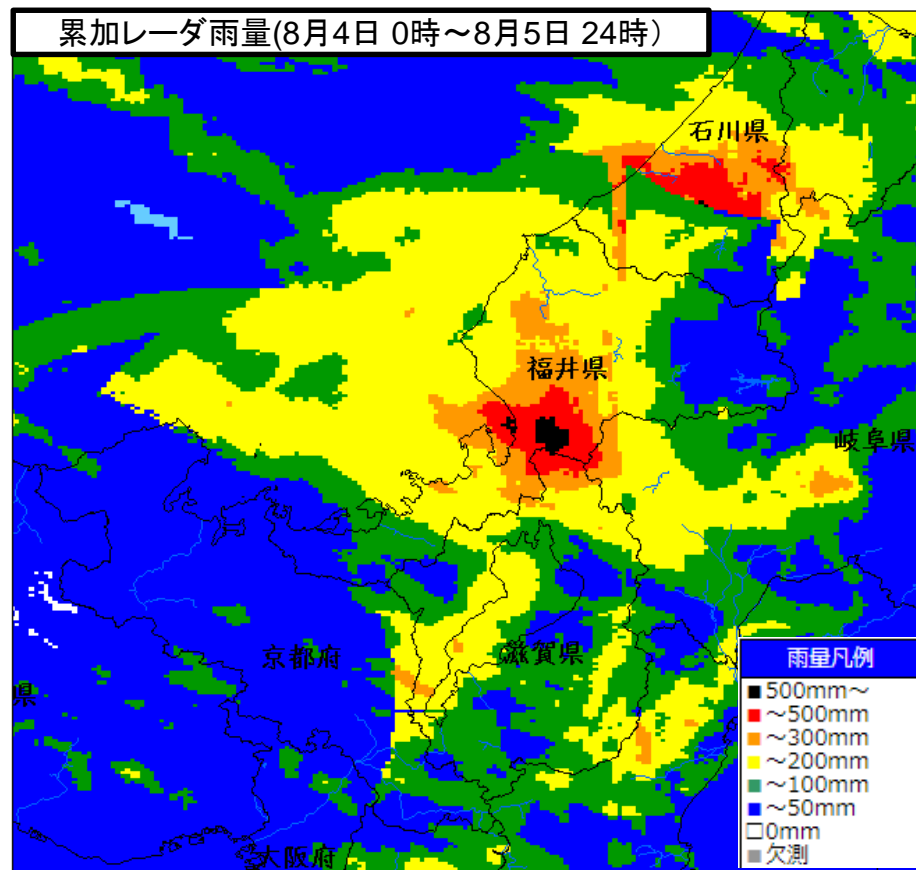 累加レーダ雨量(8月4日 0時～8月5日 24時）
石川県
福井県
岐阜県
京都府
滋賀県
県
大阪府
雨量凡例
■500mm～
■～500mm
■～300mm
■～200mm
■～100mm
■～50mm
□0mm
■欠測